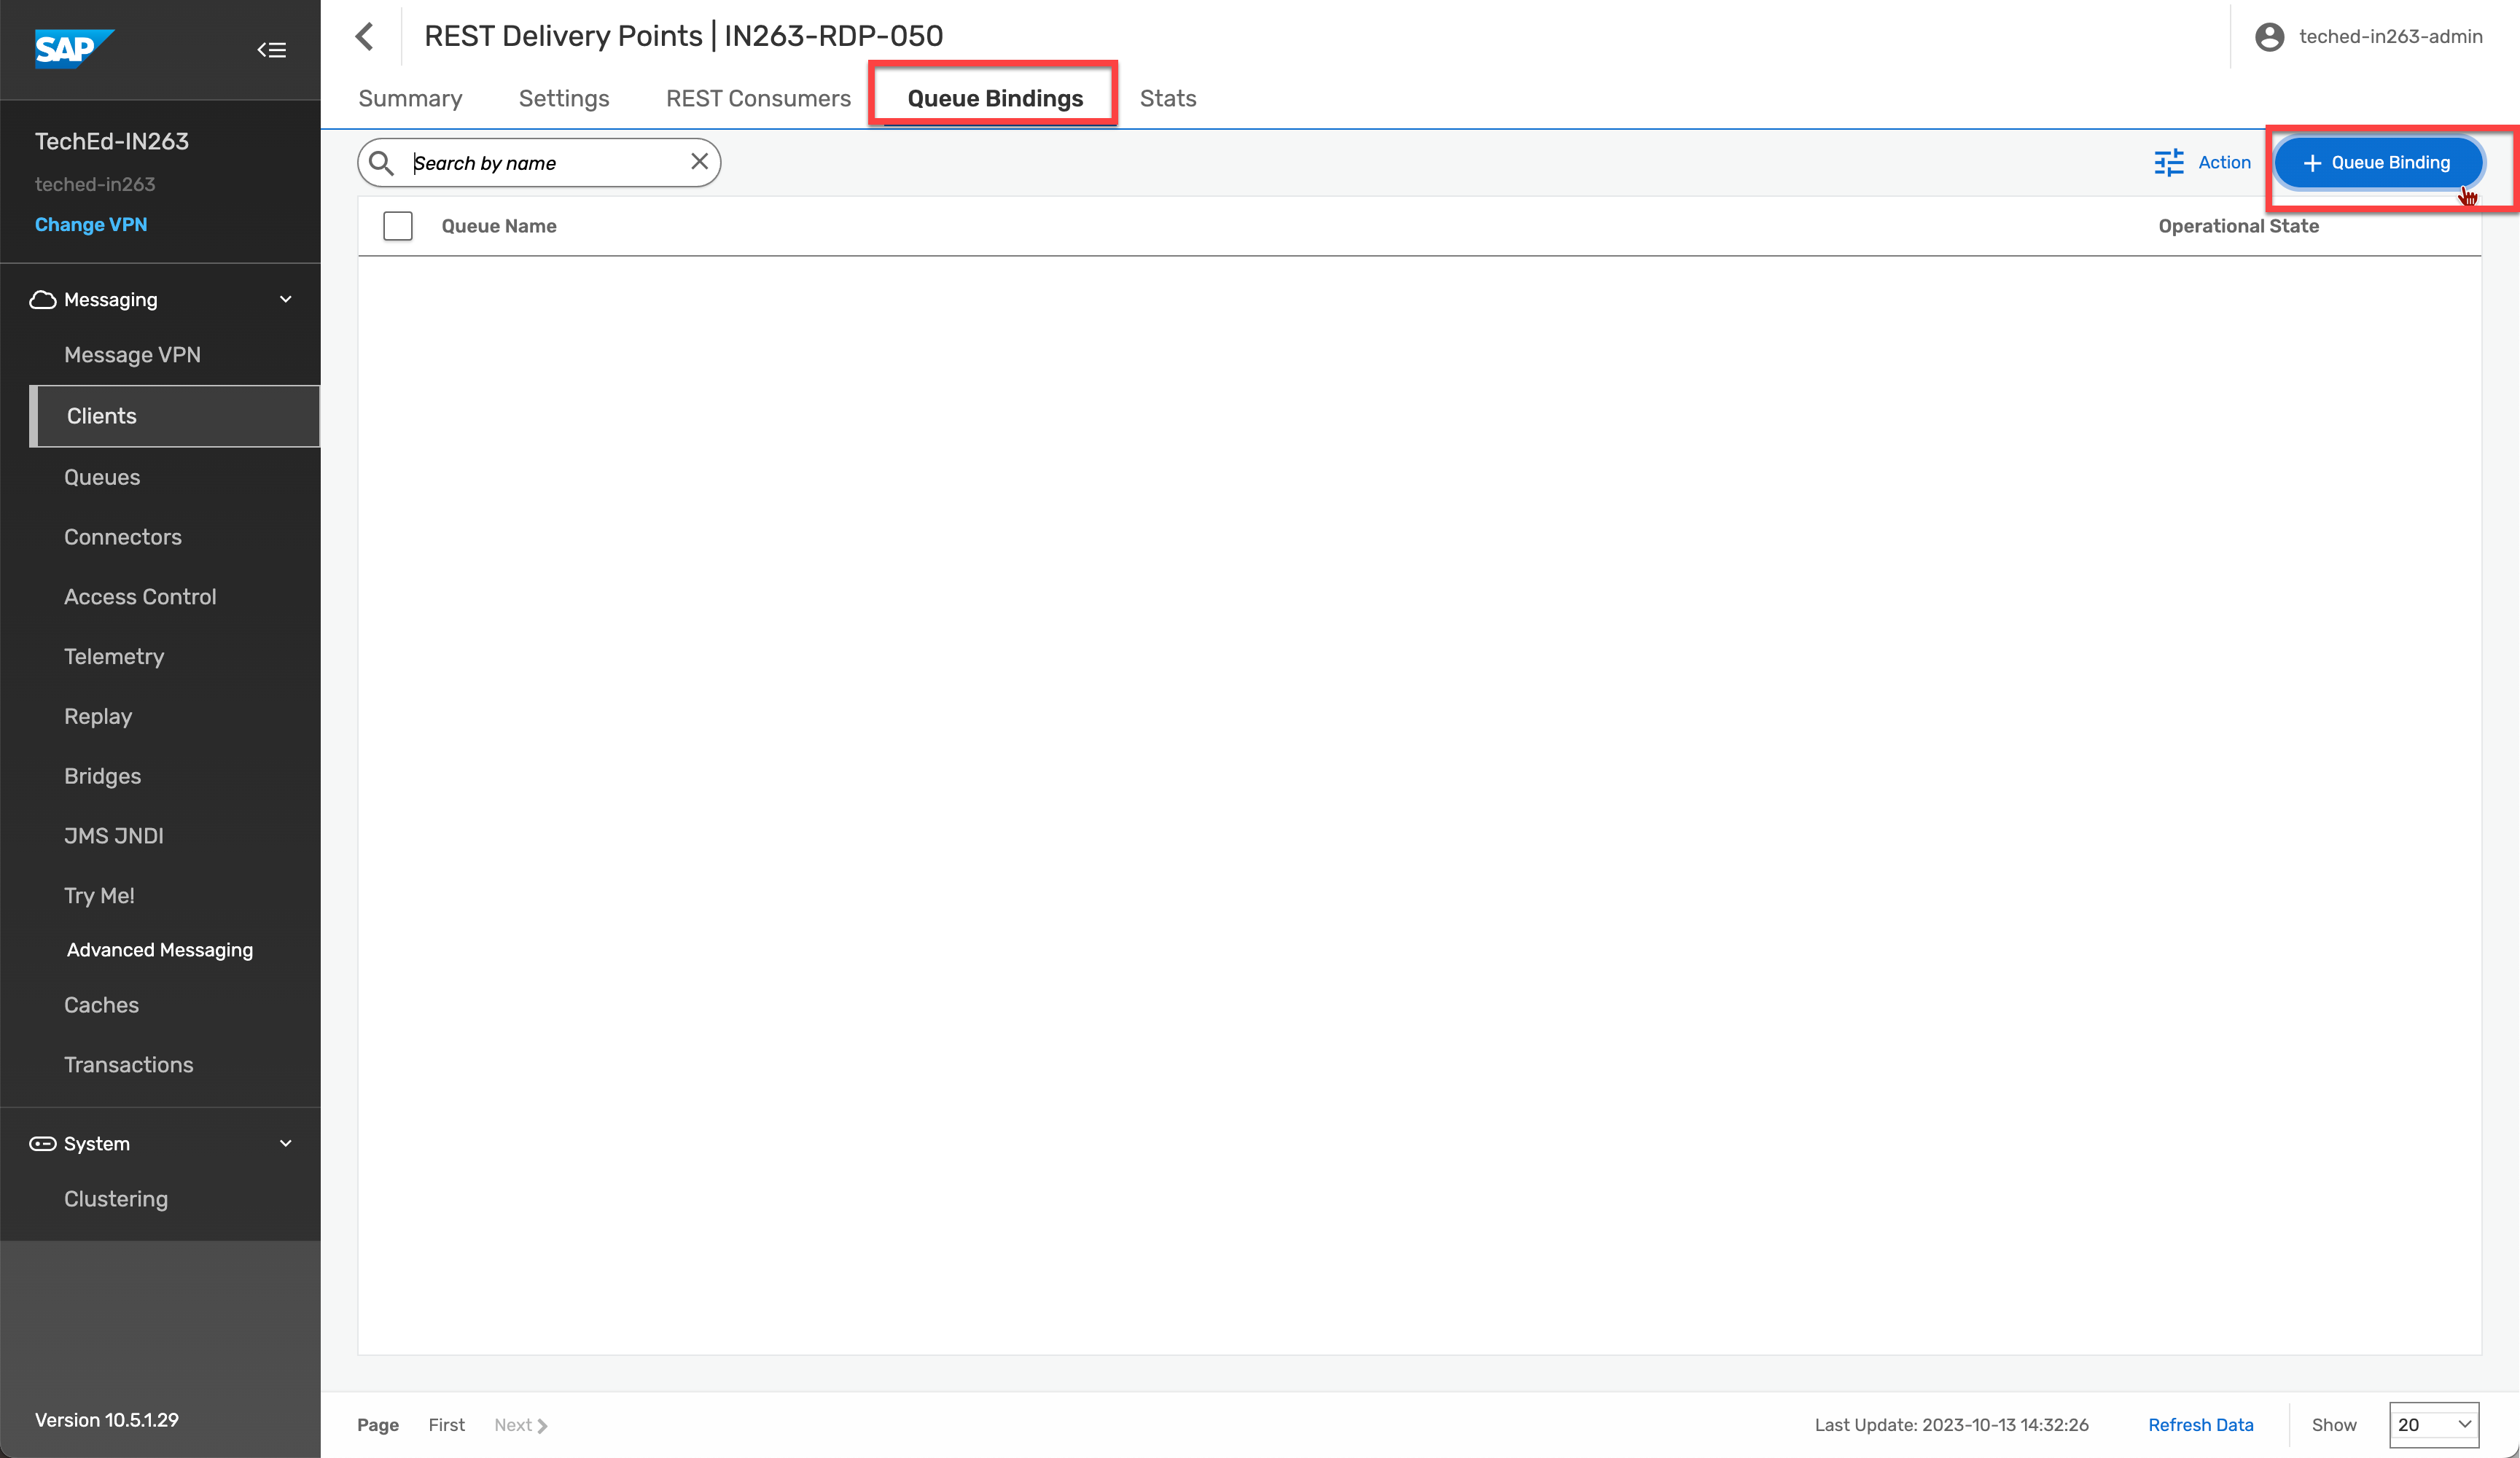 SAP
TechEd-IN263
teched-in263
Change VPN
Messaging
Message VPN
Clients
Queues
Connectors
Access Control
Telemetry
Replay
Bridges
JMS JNDI
Try Me!
Advanced Messaging
Caches
Transactions
System
Clustering
Version 10.5.1.29
REST Delivery Points | IN263-RDP-050
teched-in263-admin
Summary Settings REST Consumers Queue Bindings Stats
Search by name
Action
+ Queue Binding
Queue Name Operational State
Page First Next
Last Update: 2023-10-13 14:32:26 Refresh Data Show 20